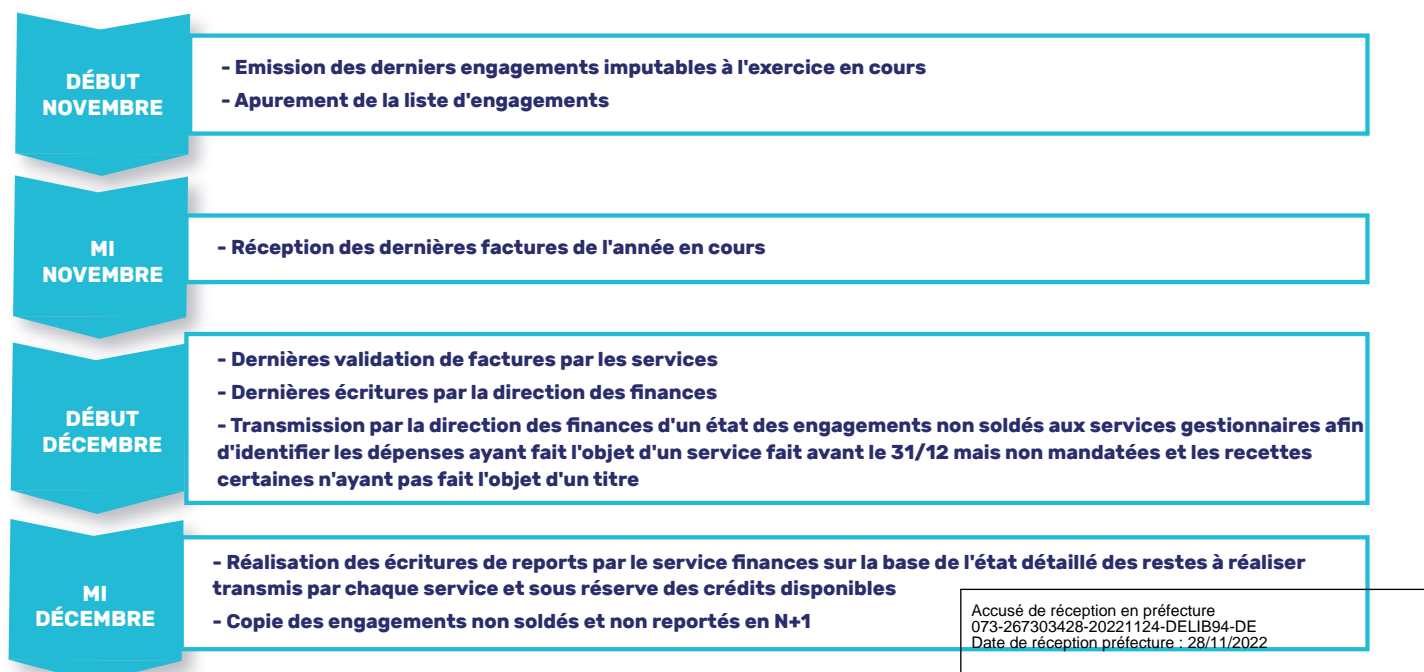 DÉBUT
NOVEMBRE
- Emission des derniers engagements imputables à l'exercice en cours
- Apurement de la liste d'engagements
MI
NOVEMBRE
- Réception des dernières factures de l'année en cours
DÉBUT
DÉCEMBRE
- Dernières validation de factures par les services
- Dernières écritures par la direction des finances
- Transmission par la direction des finances d'un état des engagements non soldés aux services gestionnaires afin
d'identifier les dépenses ayant fait l'objet d'un service fait avant le 31/12 mais non mandatées et les recettes
certaines n'ayant pas fait l'objet d'un titre
MI
DÉCEMBRE
- Réalisation des écritures de reports par le service finances sur la base de l'état détaillé des restes à réaliser
transmis par chaque service et sous réserve des crédits disponibles
- Copie des engagements non soldés et non reportés en N+1
Accusé de réception en préfecture
073-267303428-20221124-DELIB94-DE
Date de réception préfecture : 28/11/2022